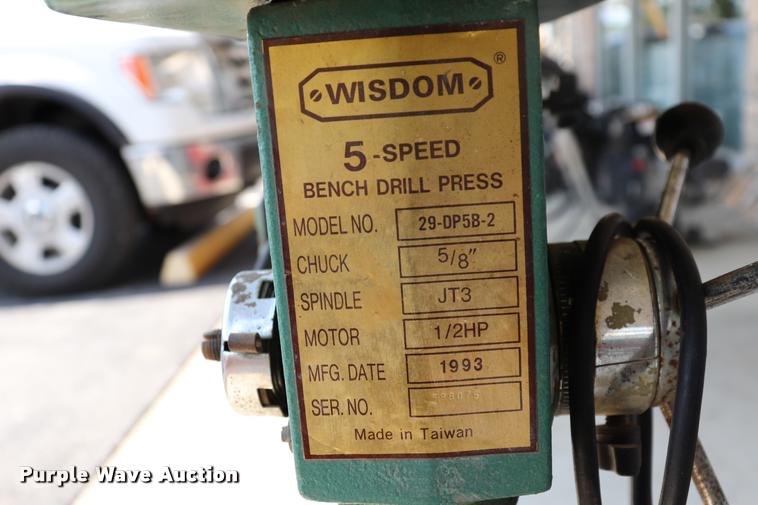 WISDOM ®
5-SPEED
BENCH DRILL PRESS
MODEL NO. 29-DP5B-2
CHUCK 5/8"
SPINDLE JT3
MOTOR 1/2HP
MFG. DATE 1993
SER. NO.
Made in Taiwan
Purple Wave Auction